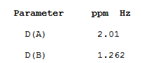 Parameter ppm Hz
D(A) 2.01
D(B) 1.262